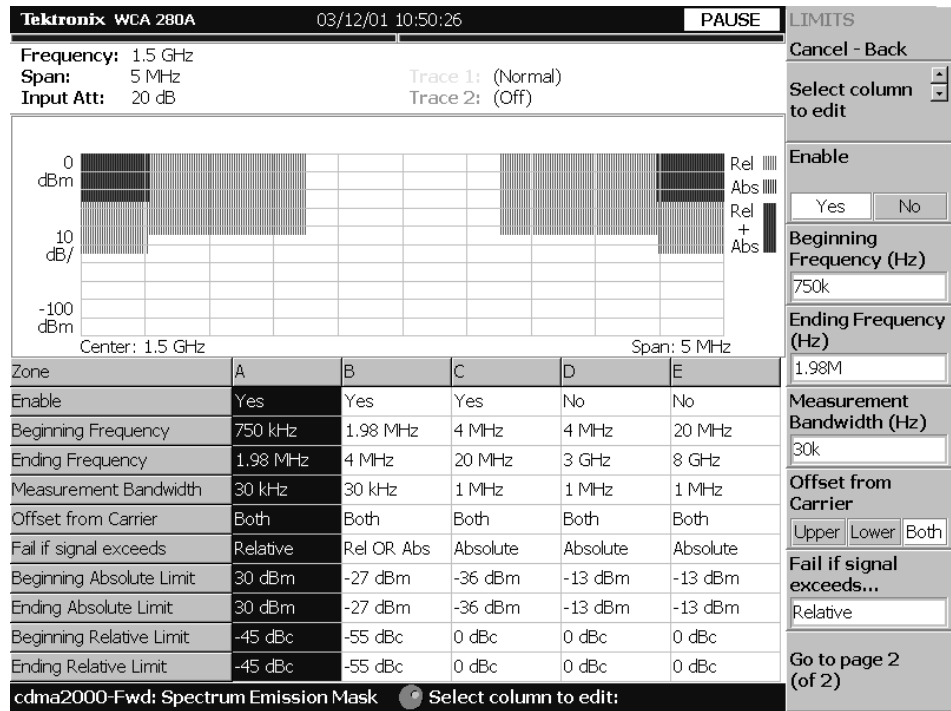 Tektronix WCA 280A 03/12/01 10:50:26 PAUSE
Frequency: 1.5 GHz
Span: 5 MHz Trace 1: (Normal)
Input Att: 20 dB Trace 2: (Off)
0
dBm
10
dB/
-100
dBm
Rel
Abs
Rel
+
Abs
Center: 1.5 GHz Span: 5 MHz
Zone A B C D E
Enable Yes Yes Yes No No
Beginning Frequency 750 kHz 1.98 MHz 4 MHz 4 MHz 20 MHz
Ending Frequency 1.98 MHz 4 MHz 20 MHz 3 GHz 8 GHz
Measurement Bandwidth 30 kHz 30 kHz 1 MHz 1 MHz 1 MHz
Offset from Carrier Both Both Both Both Both
Fail if signal exceeds Relative Rel OR Abs Absolute Absolute Absolute
Beginning Absolute Limit 30 dBm -27 dBm -36 dBm -13 dBm -13 dBm
Ending Absolute Limit 30 dBm -27 dBm -36 dBm -13 dBm -13 dBm
Beginning Relative Limit -45 dBc -55 dBc 0 dBc 0 dBc 0 dBc
Ending Relative Limit -45 dBc -55 dBc 0 dBc 0 dBc 0 dBc
cdma2000-Fwd: Spectrum Emission Mask Select column to edit:
LIMITS
Cancel - Back
Select column
to edit
Enable
Yes No
Beginning
Frequency (Hz)
750k
Ending Frequency
(Hz)
1.98M
Measurement
Bandwidth (Hz)
30k
Offset from
Carrier
Upper Lower Both
Fail if signal
exceeds...
Relative
Go to page 2
(of 2)